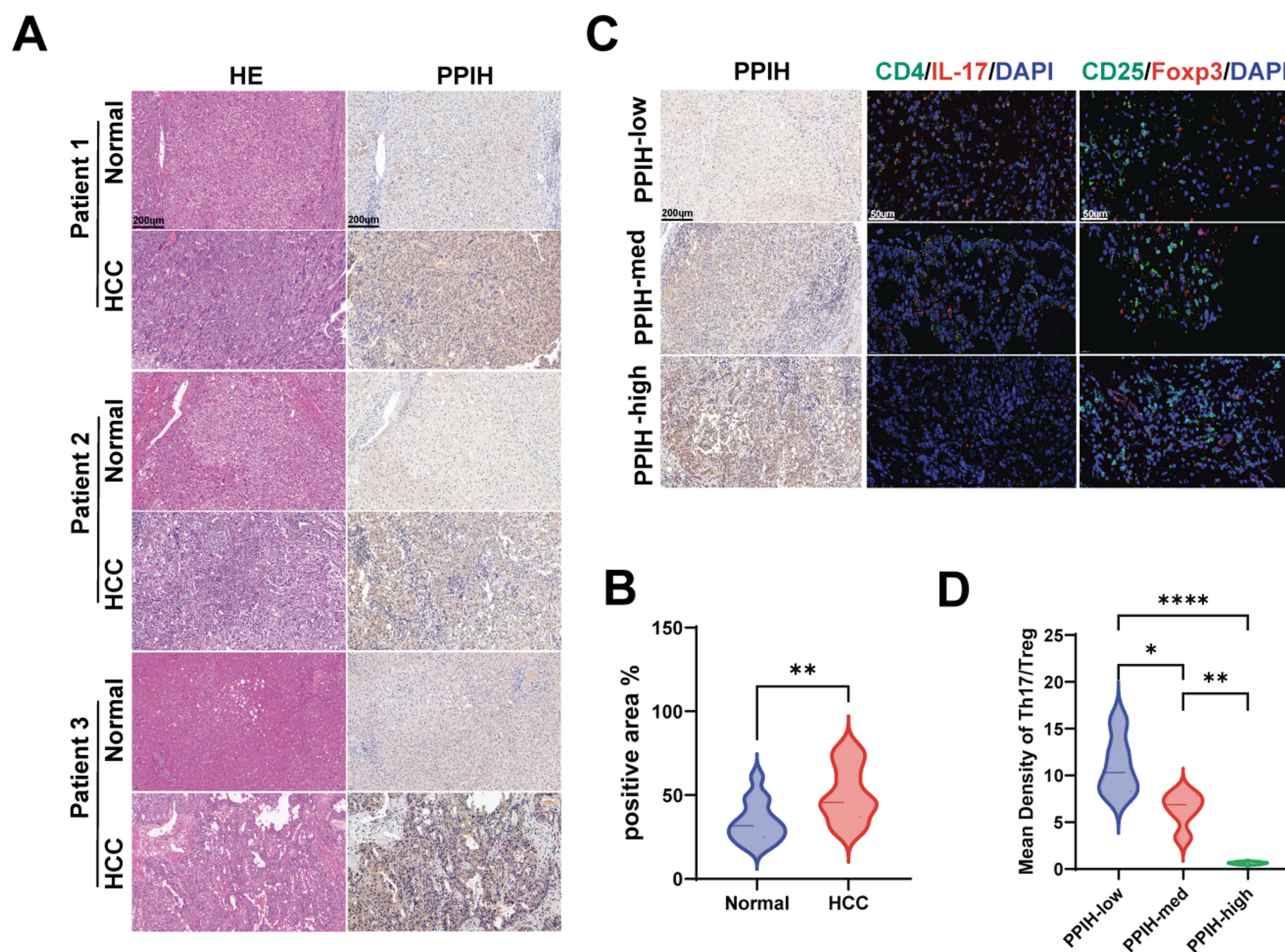 A
HE
PPIH
Patient 1
Normal
HCC
200μm
200μm
Patient 2
Normal
HCC
Patient 3
Normal
HCC
C
PPIH
CD4/IL-17/DAPI
CD25/Foxp3/DAPI
PPIH-low
PPIH-med
PPIH-high
200μm
50μm
50μm
B
positive area %
150
100
50
0
**
Normal
HCC
D
Mean Density of Th17/Treg
25
20
15
10
5
0
****
*
**
PPIH-low
PPIH-med
PPIH-high